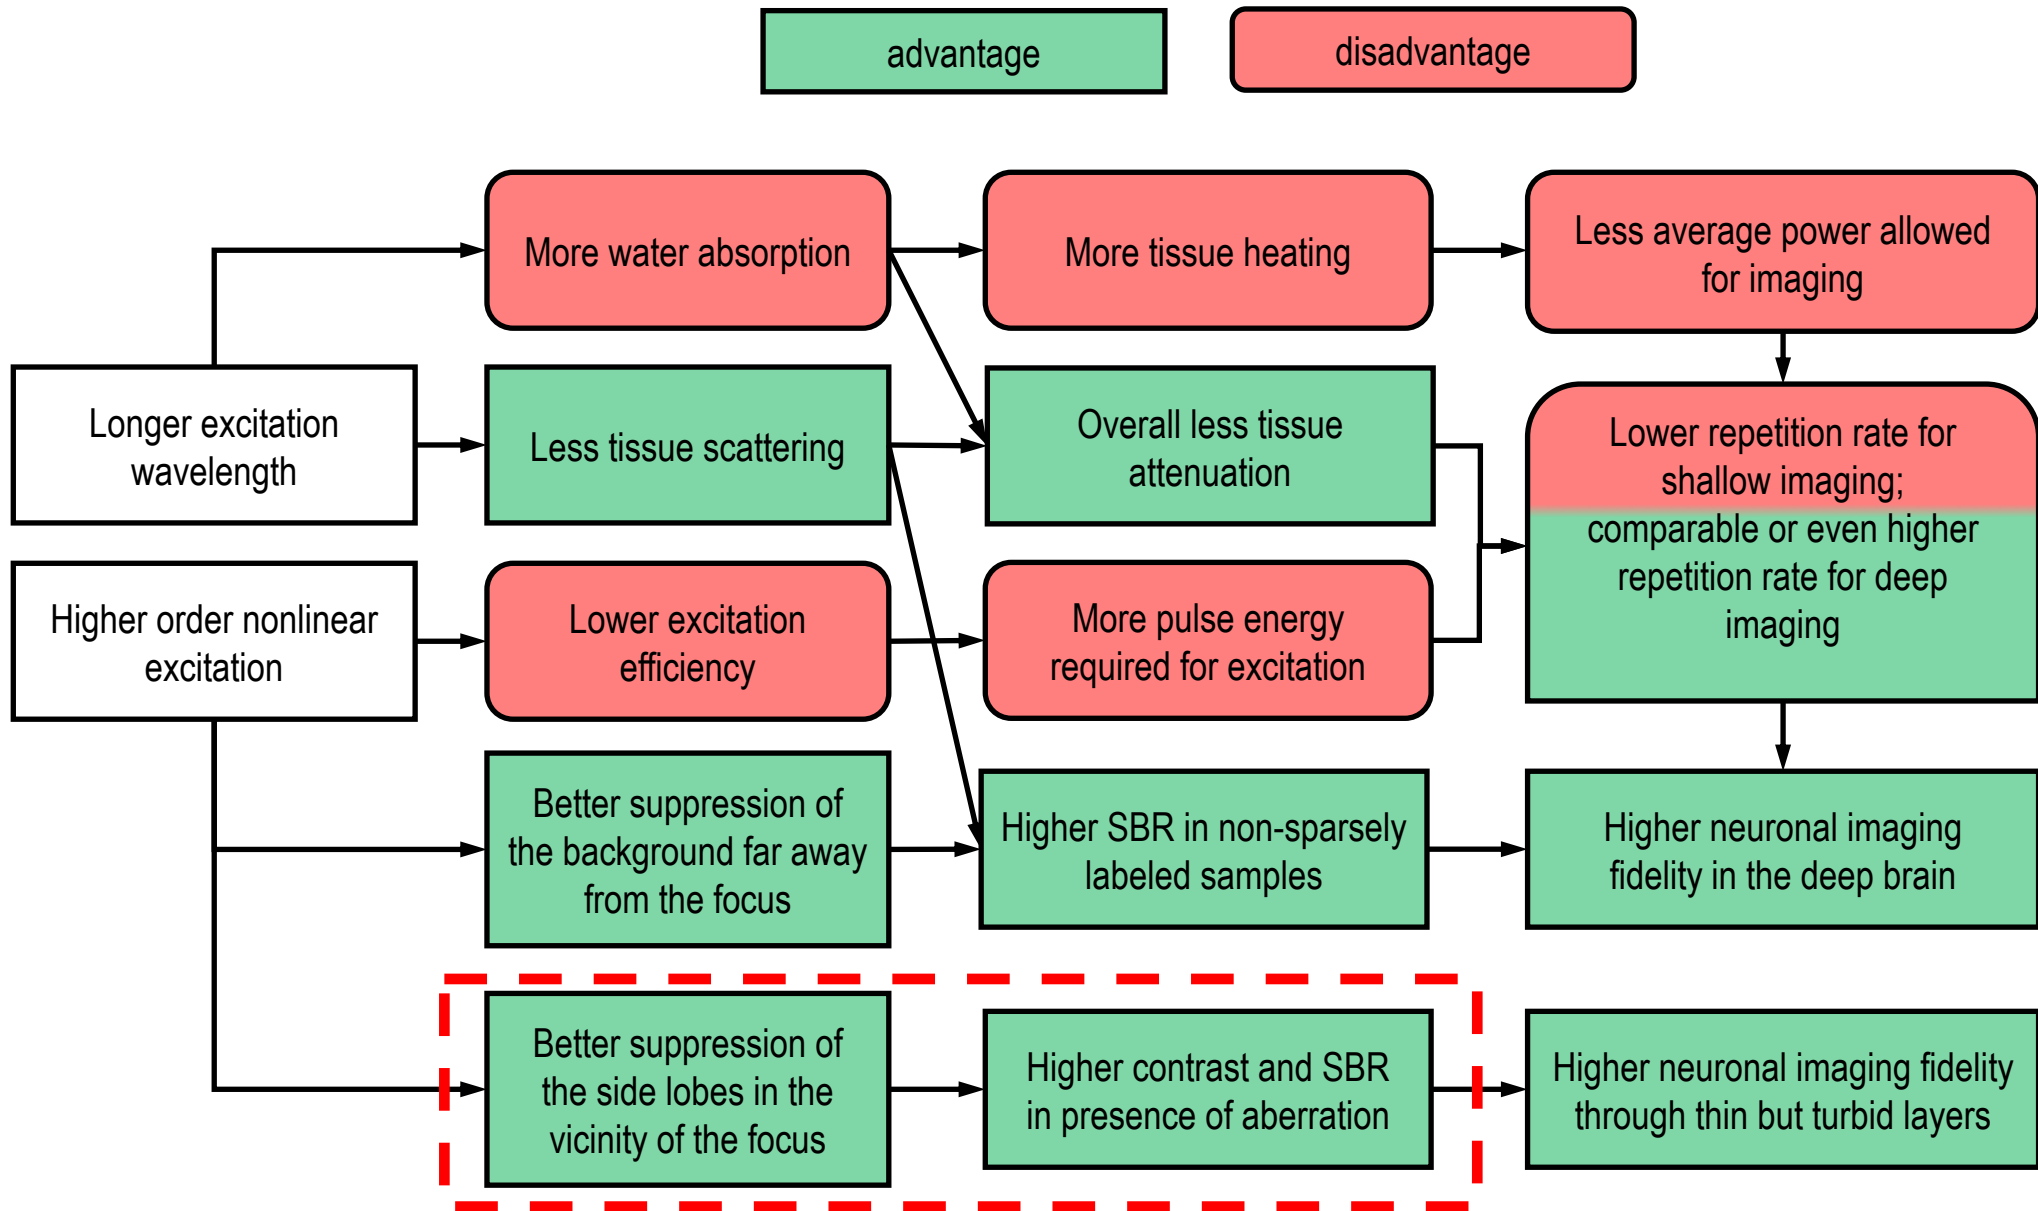 advantage
disadvantage
More water absorption
More tissue heating
Less average power allowed
for imaging
Longer excitation
wavelength
Less tissue scattering
Overall less tissue
attenuation
Lower repetition rate for
shallow imaging;
comparable or even higher
repetition rate for deep
imaging
Higher order nonlinear
excitation
Lower excitation
efficiency
More pulse energy
required for excitation
Better suppression of
the background far away
from the focus
Higher SBR in non-sparsely
labeled samples
Higher neuronal imaging
fidelity in the deep brain
Better suppression of
the side lobes in the
vicinity of the focus
Higher contrast and SBR
in presence of aberration
Higher neuronal imaging fidelity
through thin but turbid layers